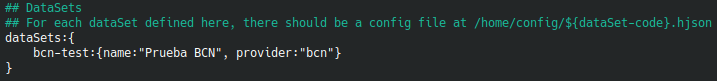 ## DataSets
## For each dataSet defined here, there should be a config file at /home/config/${dataSet-code}.hjson
dataSets:{
    bcn-test:{name:"Prueba BCN", provider:"bcn"}
}